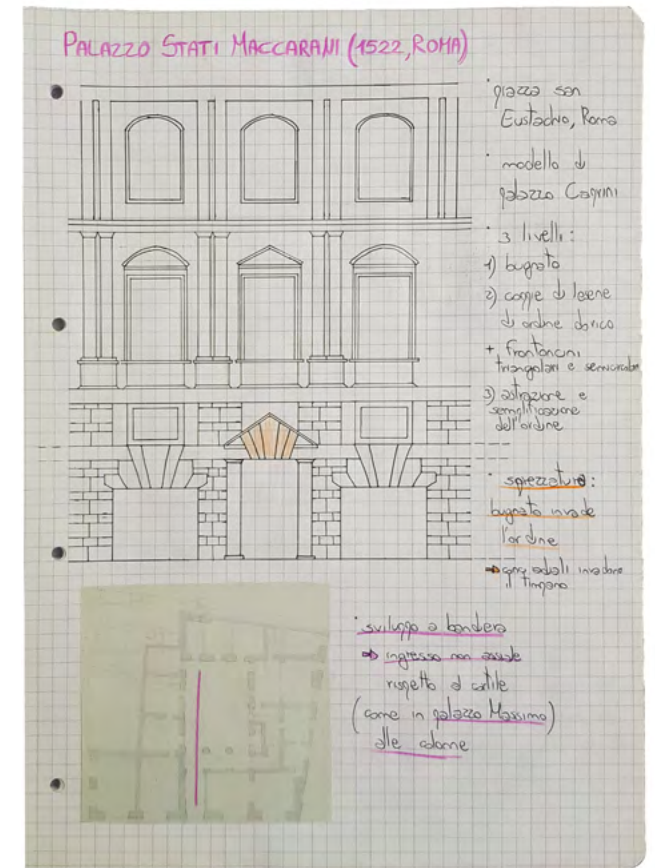 PALAZZO STATI MACCARANI (1522, ROMA)
· piazza san
Eustachio, Roma
· modello di
palazzo Caprini
· 3 livelli:
1) bugnato
2) coppie di lesene
di ordine dorico
+ frontoncini
triangolari e semicircolari
3) astrazione e
semplificazione
dell'ordine
· sprezzatura:
bugnato invade
l'ordine
⇒ conci radiali invadono
il timpano
· sviluppo a bandiera
⇒ ingresso non assiale
rispetto al cortile
(come in palazzo Massimo)
alle colonne